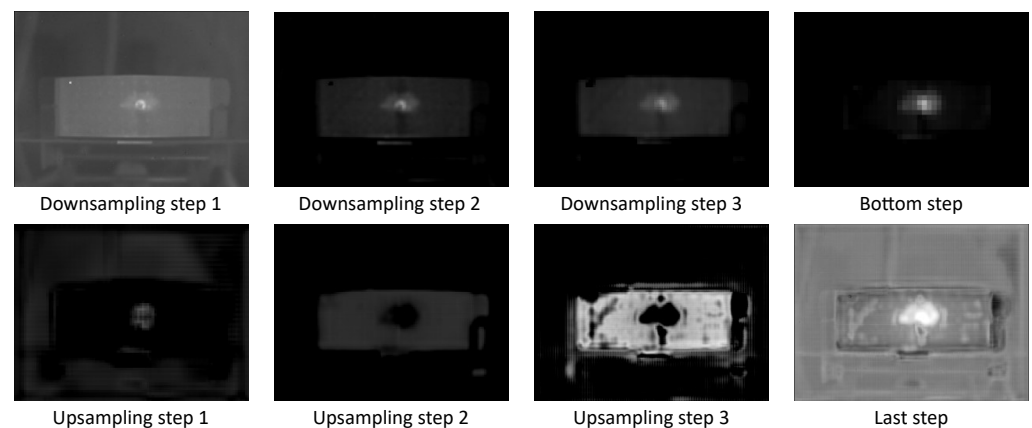 Downsampling step 1
Downsampling step 2
Downsampling step 3
Bottom step
Upsampling step 1
Upsampling step 2
Upsampling step 3
Last step